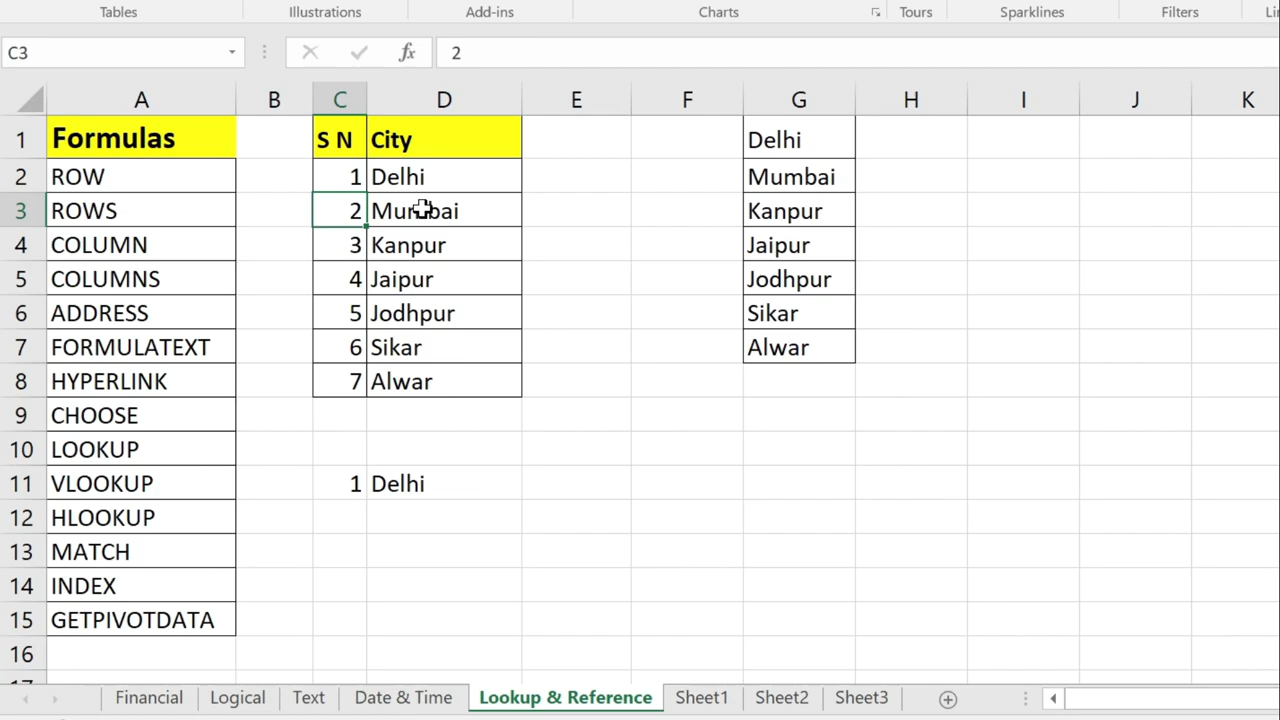 Tables Illustrations Add-ins Charts Tours Sparklines Filters
C3 fx 2
A B C D E F G H I J K
1 Formulas S N City Delhi
2 ROW 1 Delhi Mumbai
3 ROWS 2 Mumbai Kanpur
4 COLUMN 3 Kanpur Jaipur
5 COLUMNS 4 Jaipur Jodhpur
6 ADDRESS 5 Jodhpur Sikar
7 FORMULATEXT 6 Sikar Alwar
8 HYPERLINK 7 Alwar
9 CHOOSE
10 LOOKUP
11 VLOOKUP 1 Delhi
12 HLOOKUP
13 MATCH
14 INDEX
15 GETPIVOTDATA
16
Financial Logical Text Date & Time Lookup & Reference Sheet1 Sheet2 Sheet3